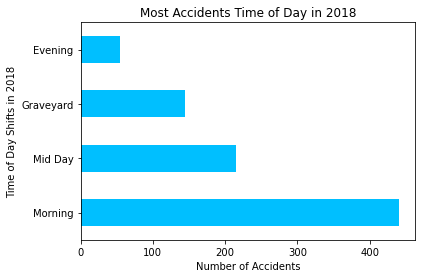 Most Accidents Time of Day in 2018
Time of Day Shifts in 2018
Evening
Graveyard
Mid Day
Morning
0 100 200 300 400
Number of Accidents